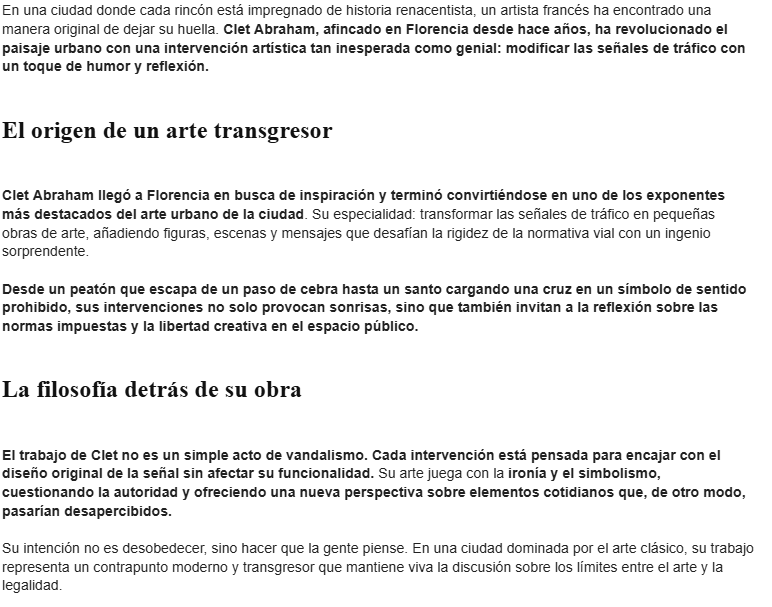 En una ciudad donde cada rincón está impregnado de historia renacentista, un artista francés ha encontrado una
manera original de dejar su huella. Clet Abraham, afincado en Florencia desde hace años, ha revolucionado el
paisaje urbano con una intervención artística tan inesperada como genial: modificar las señales de tráfico con
un toque de humor y reflexión.
El origen de un arte transgresor
Clet Abraham llegó a Florencia en busca de inspiración y terminó convirtiéndose en uno de los exponentes
más destacados del arte urbano de la ciudad. Su especialidad: transformar las señales de tráfico en pequeñas
obras de arte, añadiendo figuras, escenas y mensajes que desafían la rigidez de la normativa vial con un ingenio
sorprendente.
Desde un peatón que escapa de un paso de cebra hasta un santo cargando una cruz en un símbolo de sentido
prohibido, sus intervenciones no solo provocan sonrisas, sino que también invitan a la reflexión sobre las
normas impuestas y la libertad creativa en el espacio público.
La filosofía detrás de su obra
El trabajo de Clet no es un simple acto de vandalismo. Cada intervención está pensada para encajar con el
diseño original de la señal sin afectar su funcionalidad. Su arte juega con la ironía y el simbolismo,
cuestionando la autoridad y ofreciendo una nueva perspectiva sobre elementos cotidianos que, de otro modo,
pasarían desapercibidos.
Su intención no es desobedecer, sino hacer que la gente piense. En una ciudad dominada por el arte clásico, su trabajo
representa un contrapunto moderno y transgresor que mantiene viva la discusión sobre los límites entre el arte y la
legalidad.